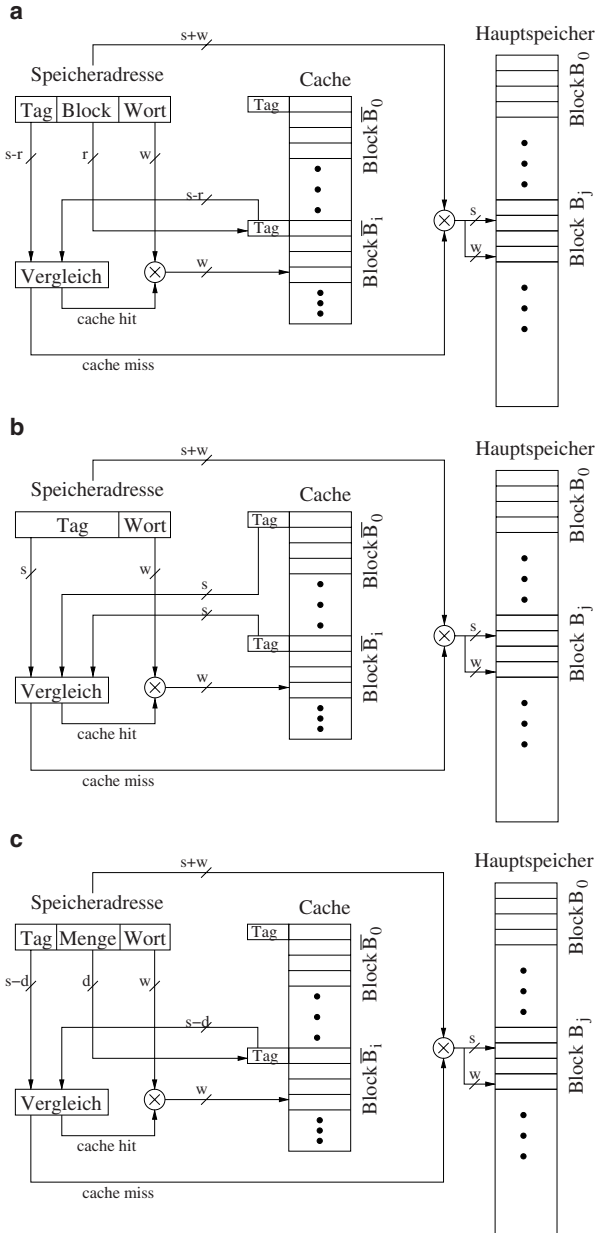 a
s+w
Hauptspeicher
Speicheradresse
Cache
Tag Block Wort
Tag
Block B̅0
Block B0
s-r
r
w
s-r
Tag
Block B̅i
s
Block Bj
Vergleich
w
w
cache hit
cache miss
b
s+w
Hauptspeicher
Speicheradresse
Cache
Tag Wort
Tag
Block B̅0
Block B0
s
w
s
s
Tag
Block B̅i
s
Block Bj
Vergleich
w
w
cache hit
cache miss
c
s+w
Hauptspeicher
Speicheradresse
Cache
Tag Menge Wort
Tag
Block B̅0
Block B0
s−d
d
w
s−d
Tag
Block B̅i
s
Block Bj
Vergleich
w
w
cache hit
cache miss